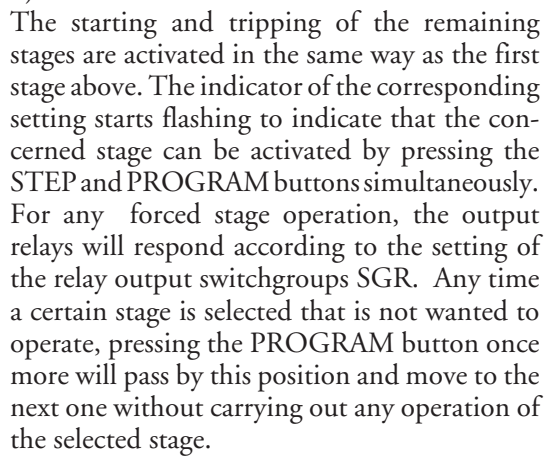 The starting and tripping of the remaining
stages are activated in the same way as the first
stage above. The indicator of the corresponding
setting starts flashing to indicate that the con-
cerned stage can be activated by pressing the
STEP and PROGRAM buttons simultaneously.
For any forced stage operation, the output
relays will respond according to the setting of
the relay output switchgroups SGR. Any time
a certain stage is selected that is not wanted to
operate, pressing the PROGRAM button once
more will pass by this position and move to the
next one without carrying out any operation of
the selected stage.